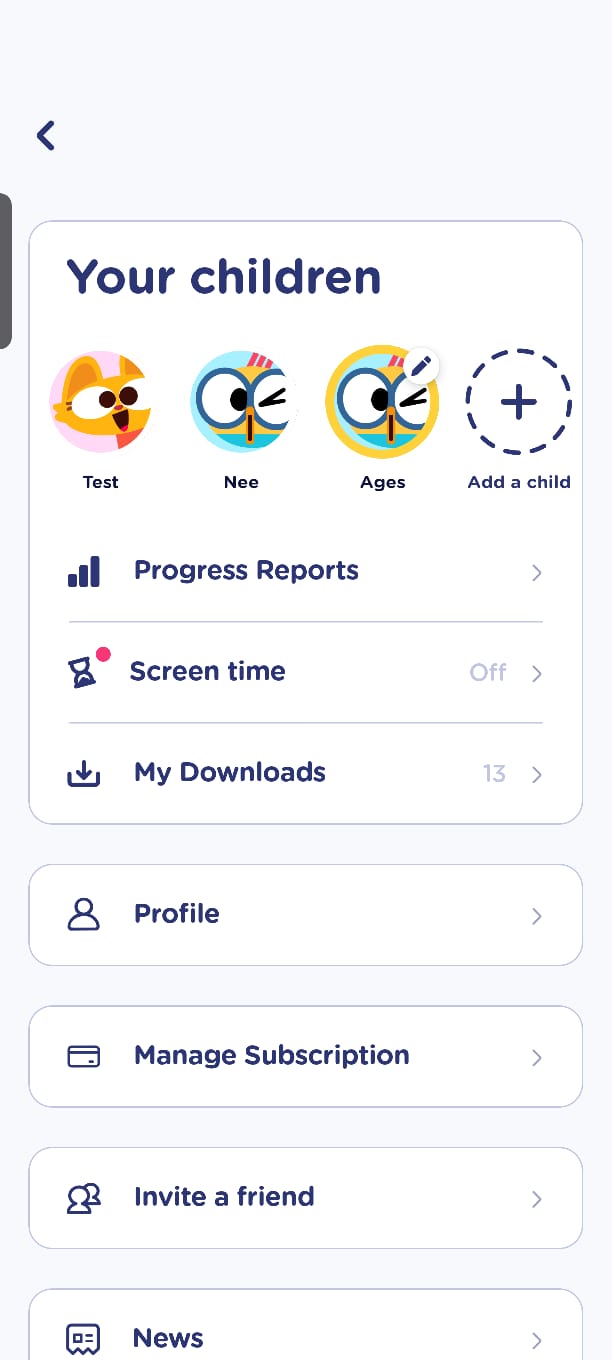 Your children
Test
Nee
Ages
Add a child
Progress Reports
Screen time
Off
My Downloads
13
Profile
Manage Subscription
Invite a friend
News